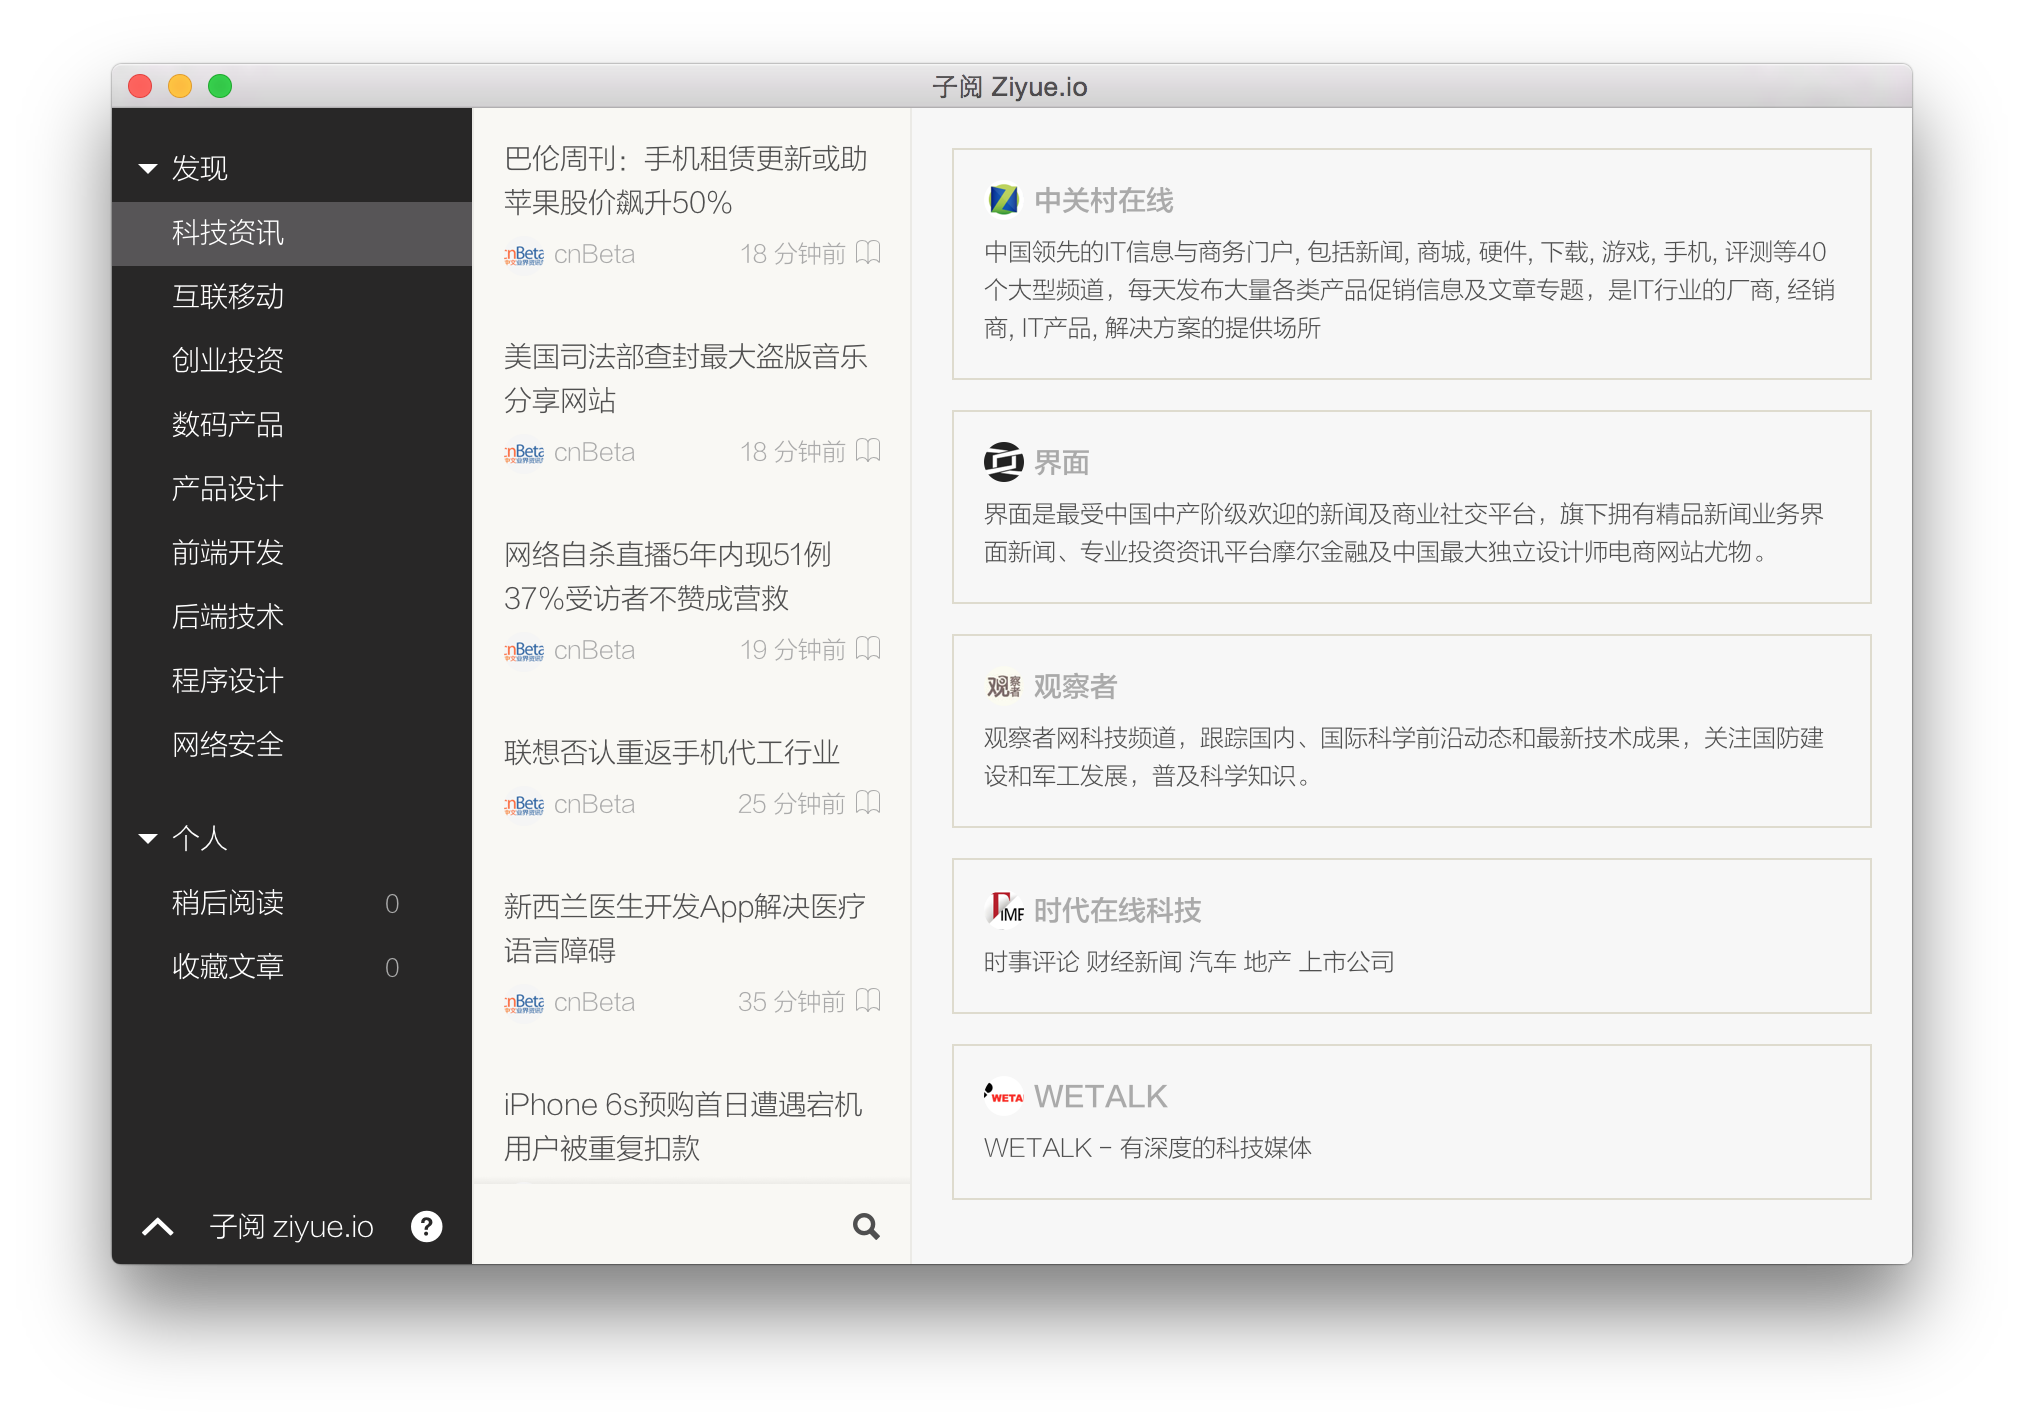 子阅 Ziyue.io
发现
科技资讯
互联移动
创业投资
数码产品
产品设计
前端开发
后端技术
程序设计
网络安全
个人
稍后阅读 0
收藏文章 0
子阅 ziyue.io
?
巴伦周刊：手机租赁更新或助
苹果股价飙升50%
cnBeta cnBeta 18 分钟前
美国司法部查封最大盗版音乐
分享网站
cnBeta cnBeta 18 分钟前
网络自杀直播5年内现51例
37%受访者不赞成营救
cnBeta cnBeta 19 分钟前
联想否认重返手机代工行业
cnBeta cnBeta 25 分钟前
新西兰医生开发App解决医疗
语言障碍
cnBeta cnBeta 35 分钟前
iPhone 6s预购首日遭遇宕机
用户被重复扣款
中关村在线
中国领先的IT信息与商务门户, 包括新闻, 商城, 硬件, 下载, 游戏, 手机, 评测等40
个大型频道，每天发布大量各类产品促销信息及文章专题，是IT行业的厂商, 经销
商, IT产品, 解决方案的提供场所
界面
界面是最受中国中产阶级欢迎的新闻及商业社交平台，旗下拥有精品新闻业务界
面新闻、专业投资资讯平台摩尔金融及中国最大独立设计师电商网站尤物。
观察者 观察者
观察者网科技频道，跟踪国内、国际科学前沿动态和最新技术成果，关注国防建
设和军工发展，普及科学知识。
时代在线科技
时事评论 财经新闻 汽车 地产 上市公司
WETA WETALK
WETALK - 有深度的科技媒体